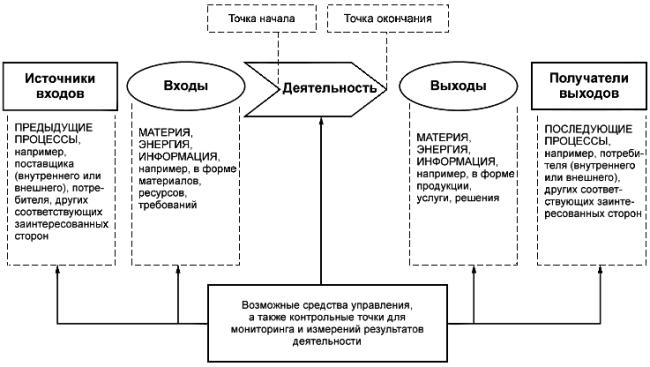 Точка начала
Точка окончания
Источники
входов
Входы
Деятельность
Выходы
Получатели
выходов
ПРЕДЫДУЩИЕ
ПРОЦЕССЫ,
например,
поставщика
(внутреннего или
внешнего), потре-
бителя, других
соответствующих
заинтересованных
сторон
МАТЕРИЯ,
ЭНЕРГИЯ,
ИНФОРМАЦИЯ,
например, в форме
материалов,
ресурсов,
требований
МАТЕРИЯ,
ЭНЕРГИЯ,
ИНФОРМАЦИЯ,
например, в форме
продукции,
услуги, решения
ПОСЛЕДУЮЩИЕ
ПРОЦЕССЫ,
например, потреби-
теля (внутреннего
или внешнего),
других соответ-
ствующих заинте-
ресованных сторон
Возможные средства управления,
а также контрольные точки для
мониторинга и измерений результатов
деятельности